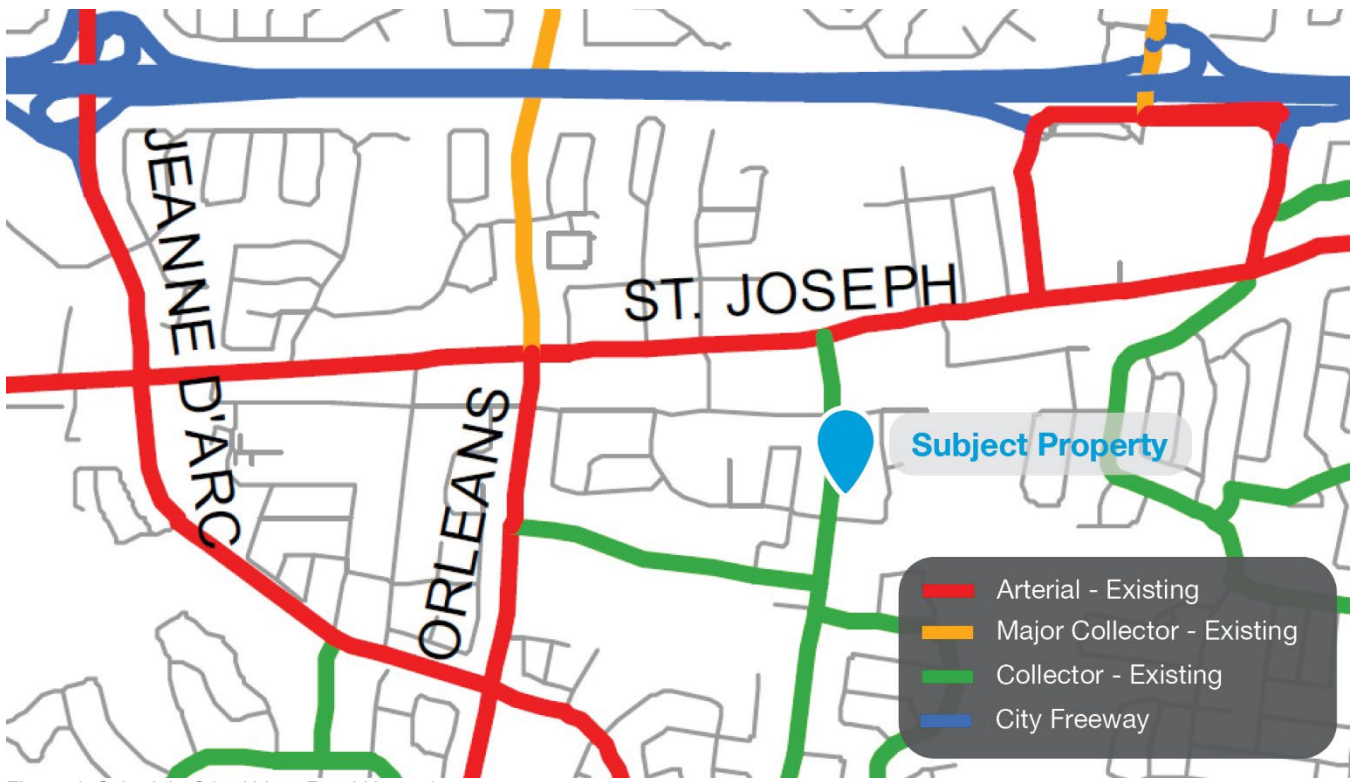 JEANNE D'ARC
ST. JOSEPH
ORLEANS
Subject Property
Arterial - Existing
Major Collector - Existing
Collector - Existing
City Freeway